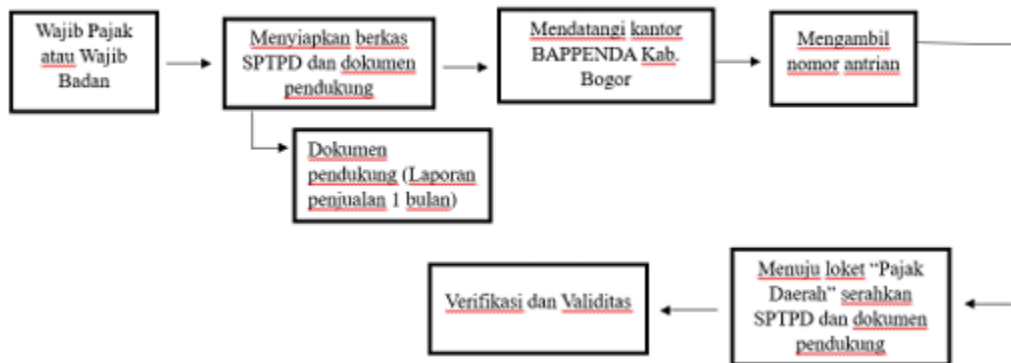 Wajib Pajak
atau Wajib
Badan
Menyiapkan berkas
SPTPD dan dokumen
pendukung
Mendatangi kantor
BAPPENDA Kab.
Bogor
Mengambil
nomor antrian
Dokumen
pendukung (Laporan
penjualan 1 bulan)
Menuju loket “Pajak
Daerah” serahkan
SPTPD dan dokumen
pendukung
Verifikasi dan Validitas